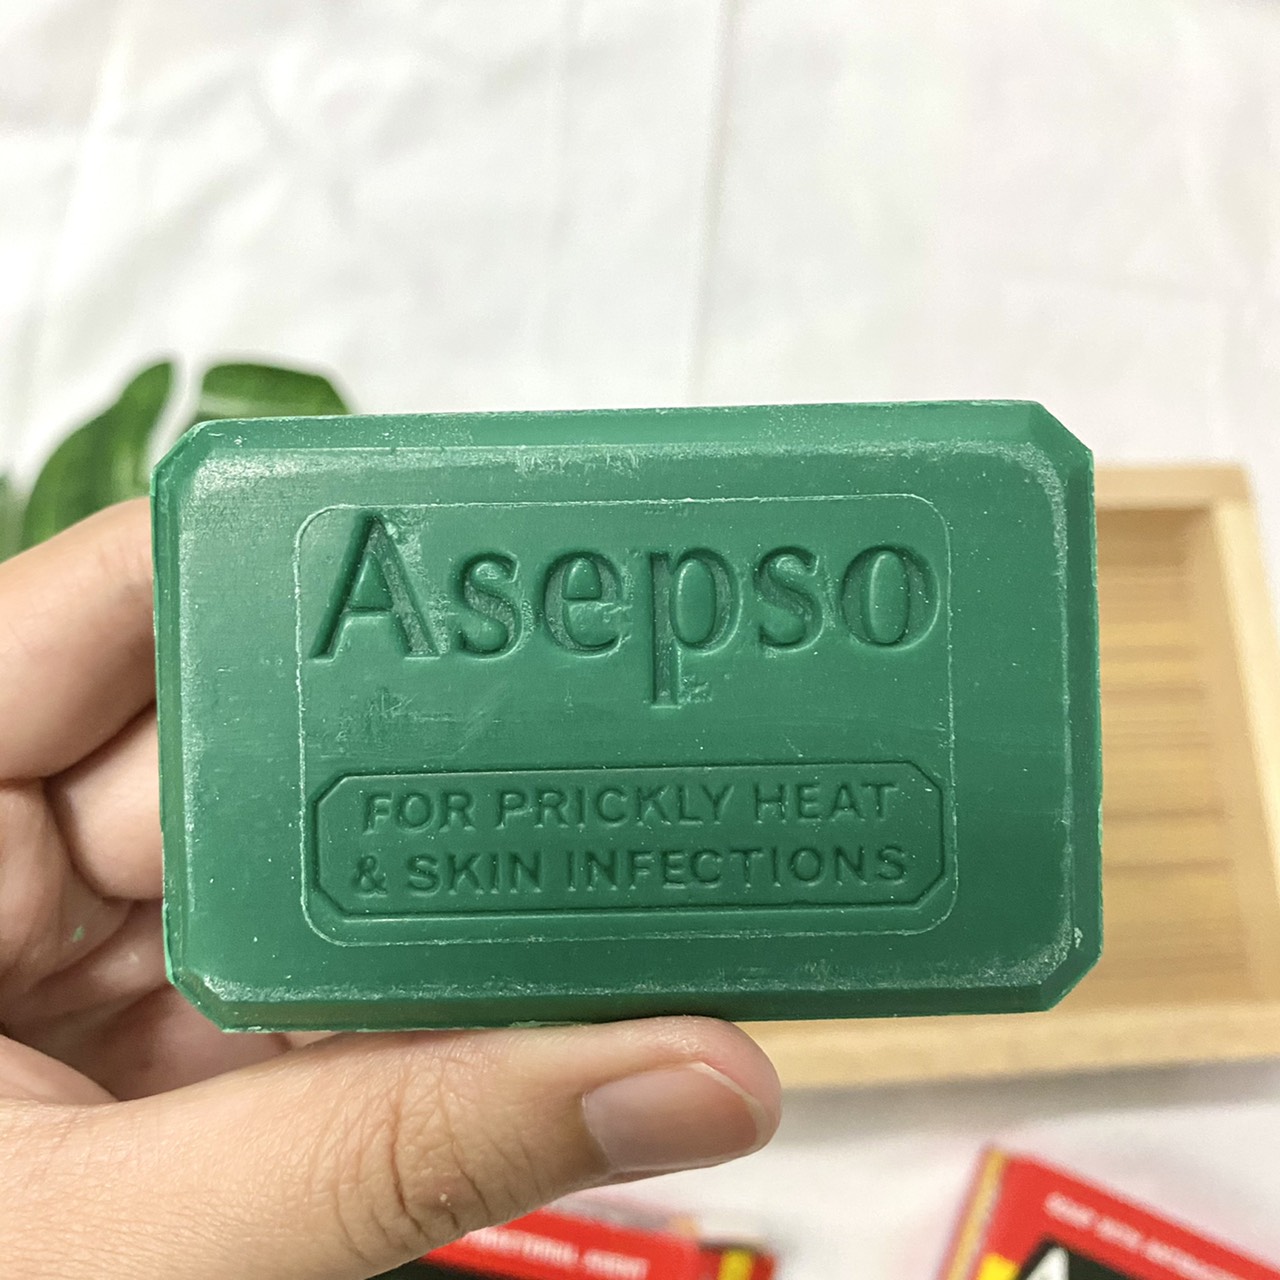 Asepso
FOR PRICKLY HEAT
& SKIN INFECTIONS